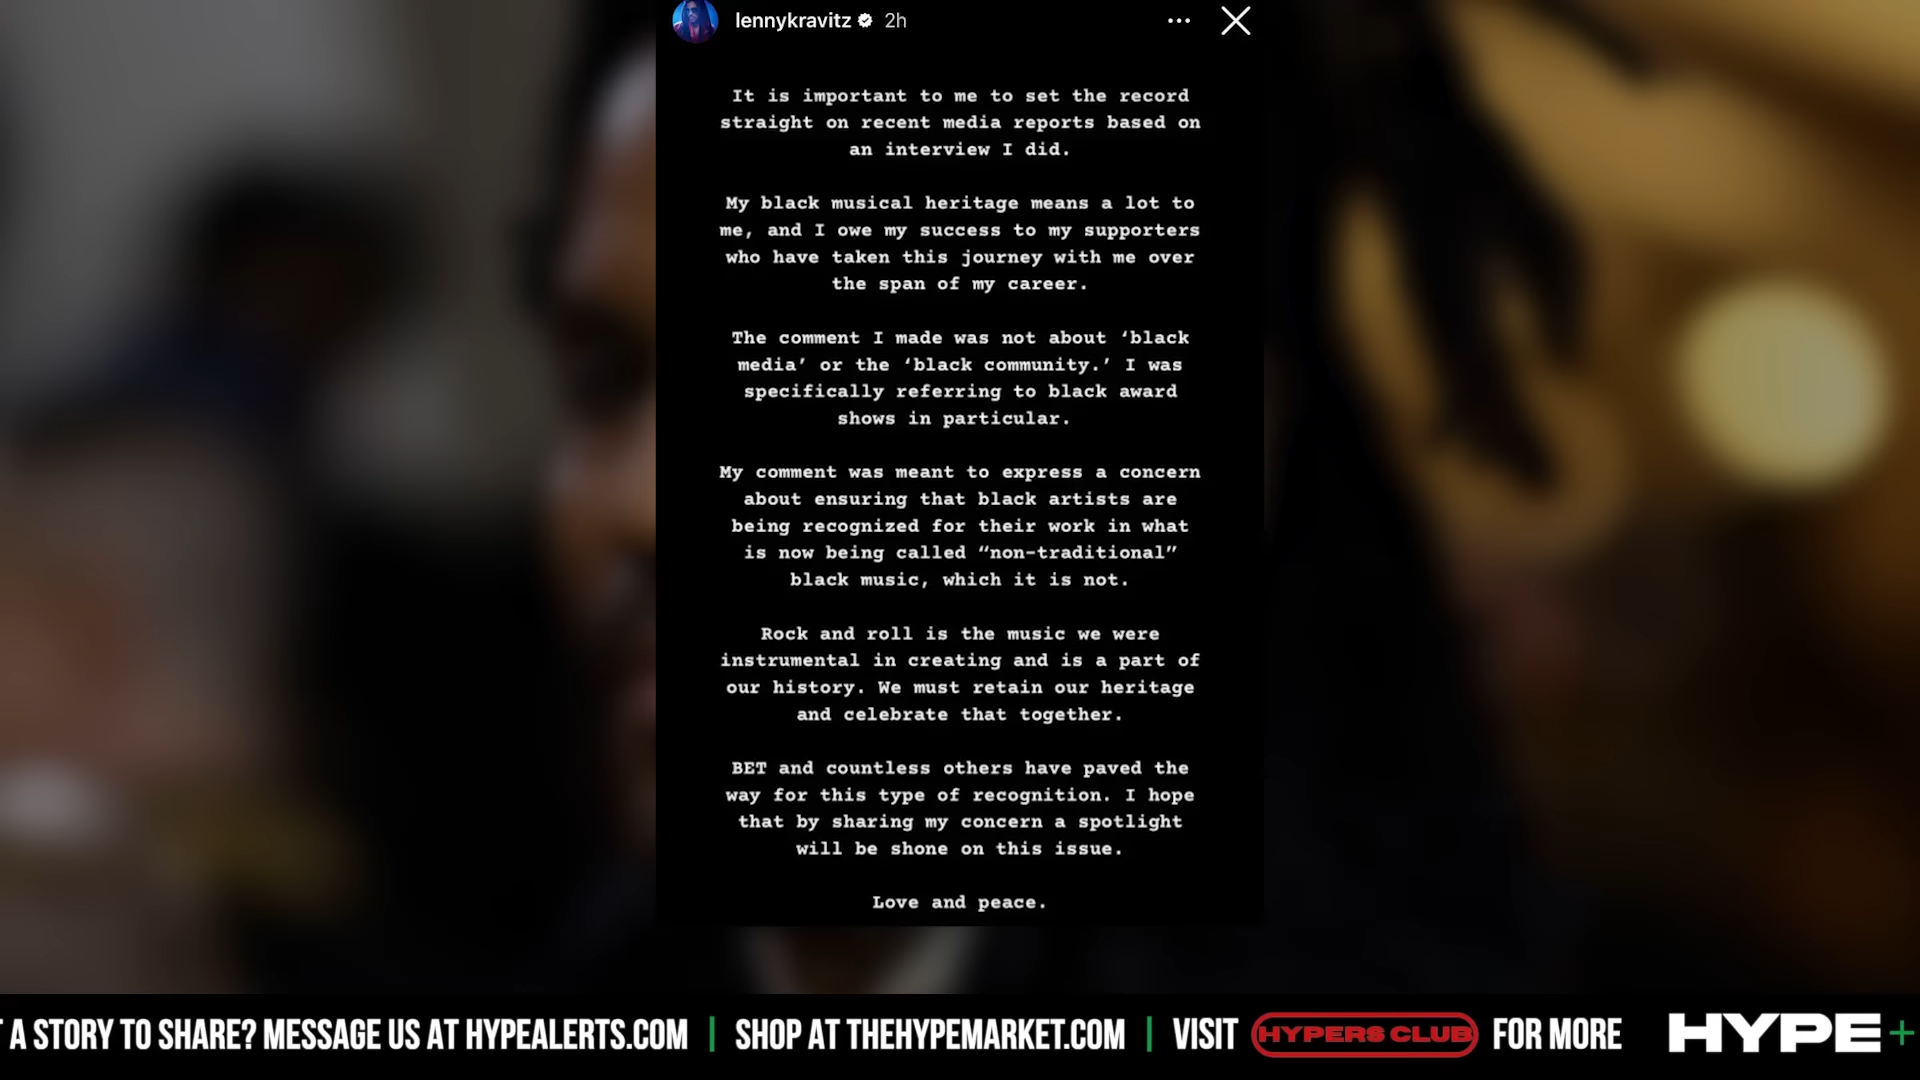 lennykravitz 2h
It is important to me to set the record
straight on recent media reports based on
an interview I did.
My black musical heritage means a lot to
me, and I owe my success to my supporters
who have taken this journey with me over
the span of my career.
The comment I made was not about ‘black
media’ or the ‘black community.’ I was
specifically referring to black award
shows in particular.
My comment was meant to express a concern
about ensuring that black artists are
being recognized for their work in what
is now being called “non-traditional”
black music, which it is not.
Rock and roll is the music we were
instrumental in creating and is a part of
our history. We must retain our heritage
and celebrate that together.
BET and countless others have paved the
way for this type of recognition. I hope
that by sharing my concern a spotlight
will be shone on this issue.
Love and peace.
T A STORY TO SHARE? MESSAGE US AT HYPEALERTS.COM | SHOP AT THEHYPEMARKET.COM | VISIT HYPERS CLUB FOR MORE HYPE+